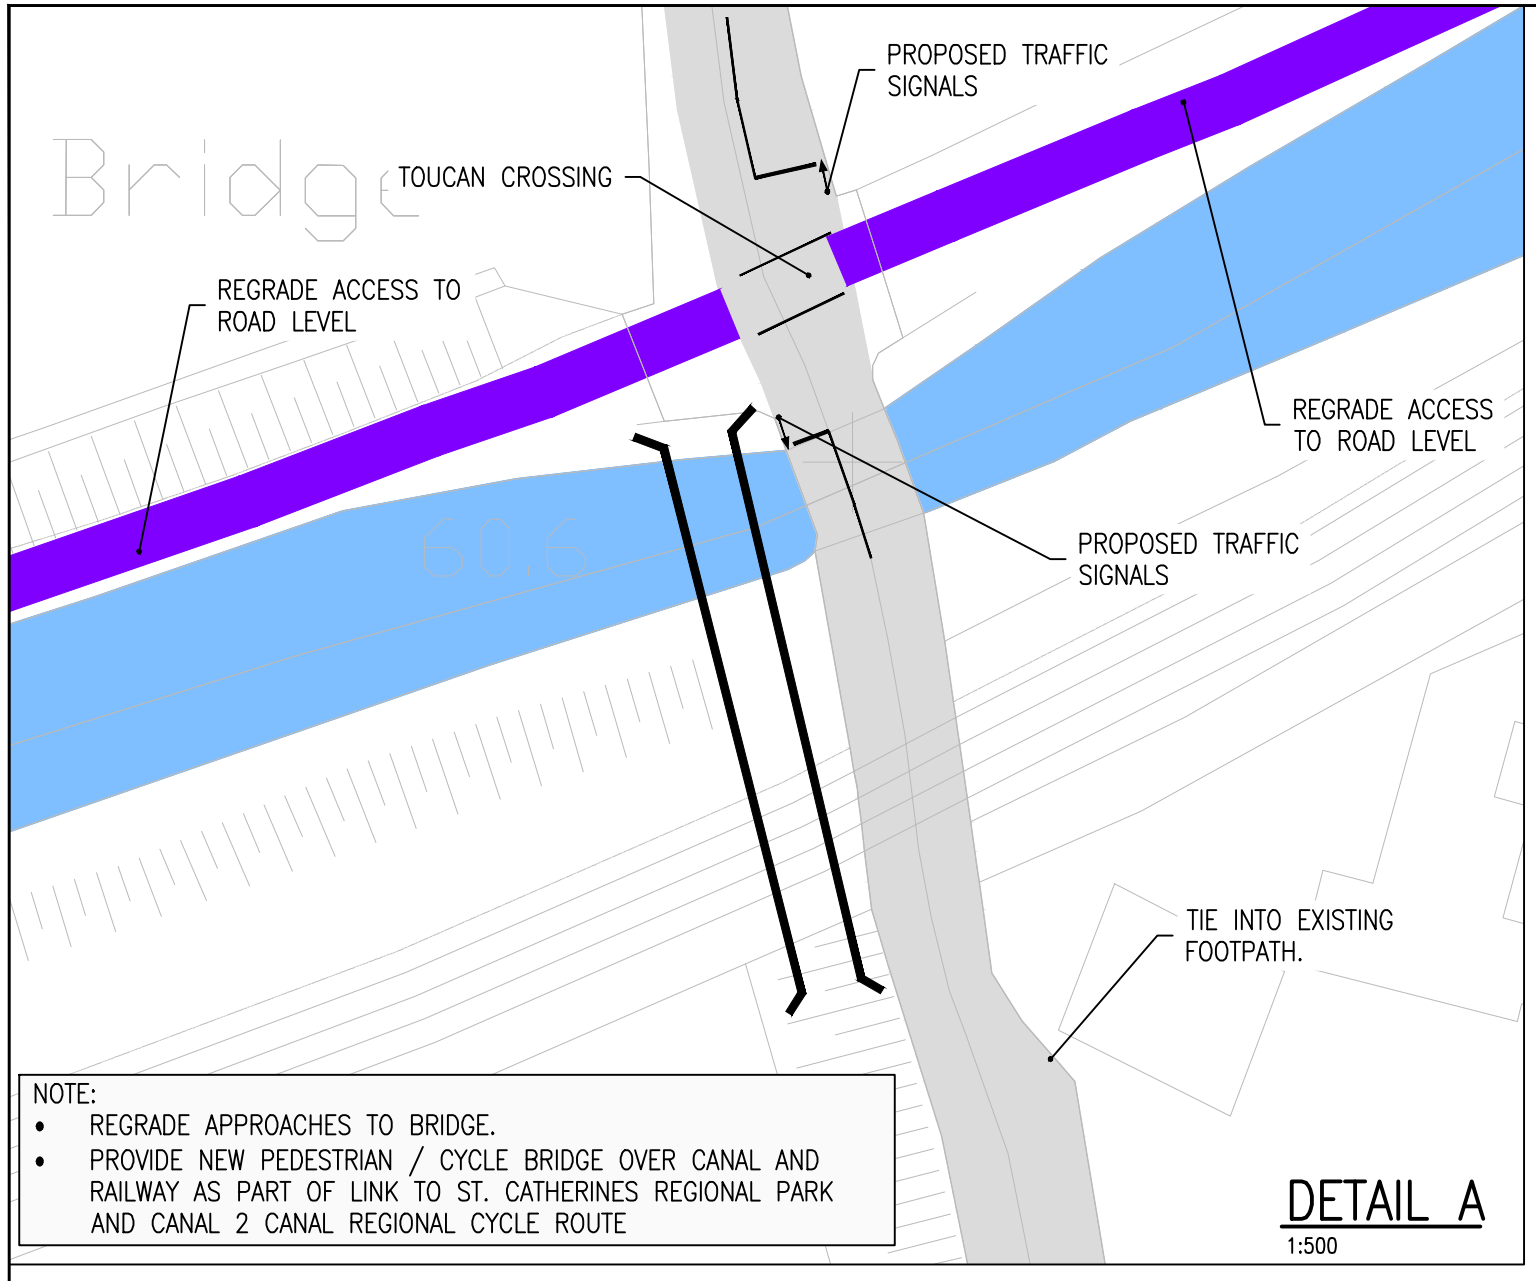 PROPOSED TRAFFIC
SIGNALS
Bridge
TOUCAN CROSSING
REGRADE ACCESS TO
ROAD LEVEL
REGRADE ACCESS
TO ROAD LEVEL
60.6
PROPOSED TRAFFIC
SIGNALS
TIE INTO EXISTING
FOOTPATH.
NOTE:
• REGRADE APPROACHES TO BRIDGE.
• PROVIDE NEW PEDESTRIAN / CYCLE BRIDGE OVER CANAL AND
RAILWAY AS PART OF LINK TO ST. CATHERINES REGIONAL PARK
AND CANAL 2 CANAL REGIONAL CYCLE ROUTE
DETAIL A
1:500